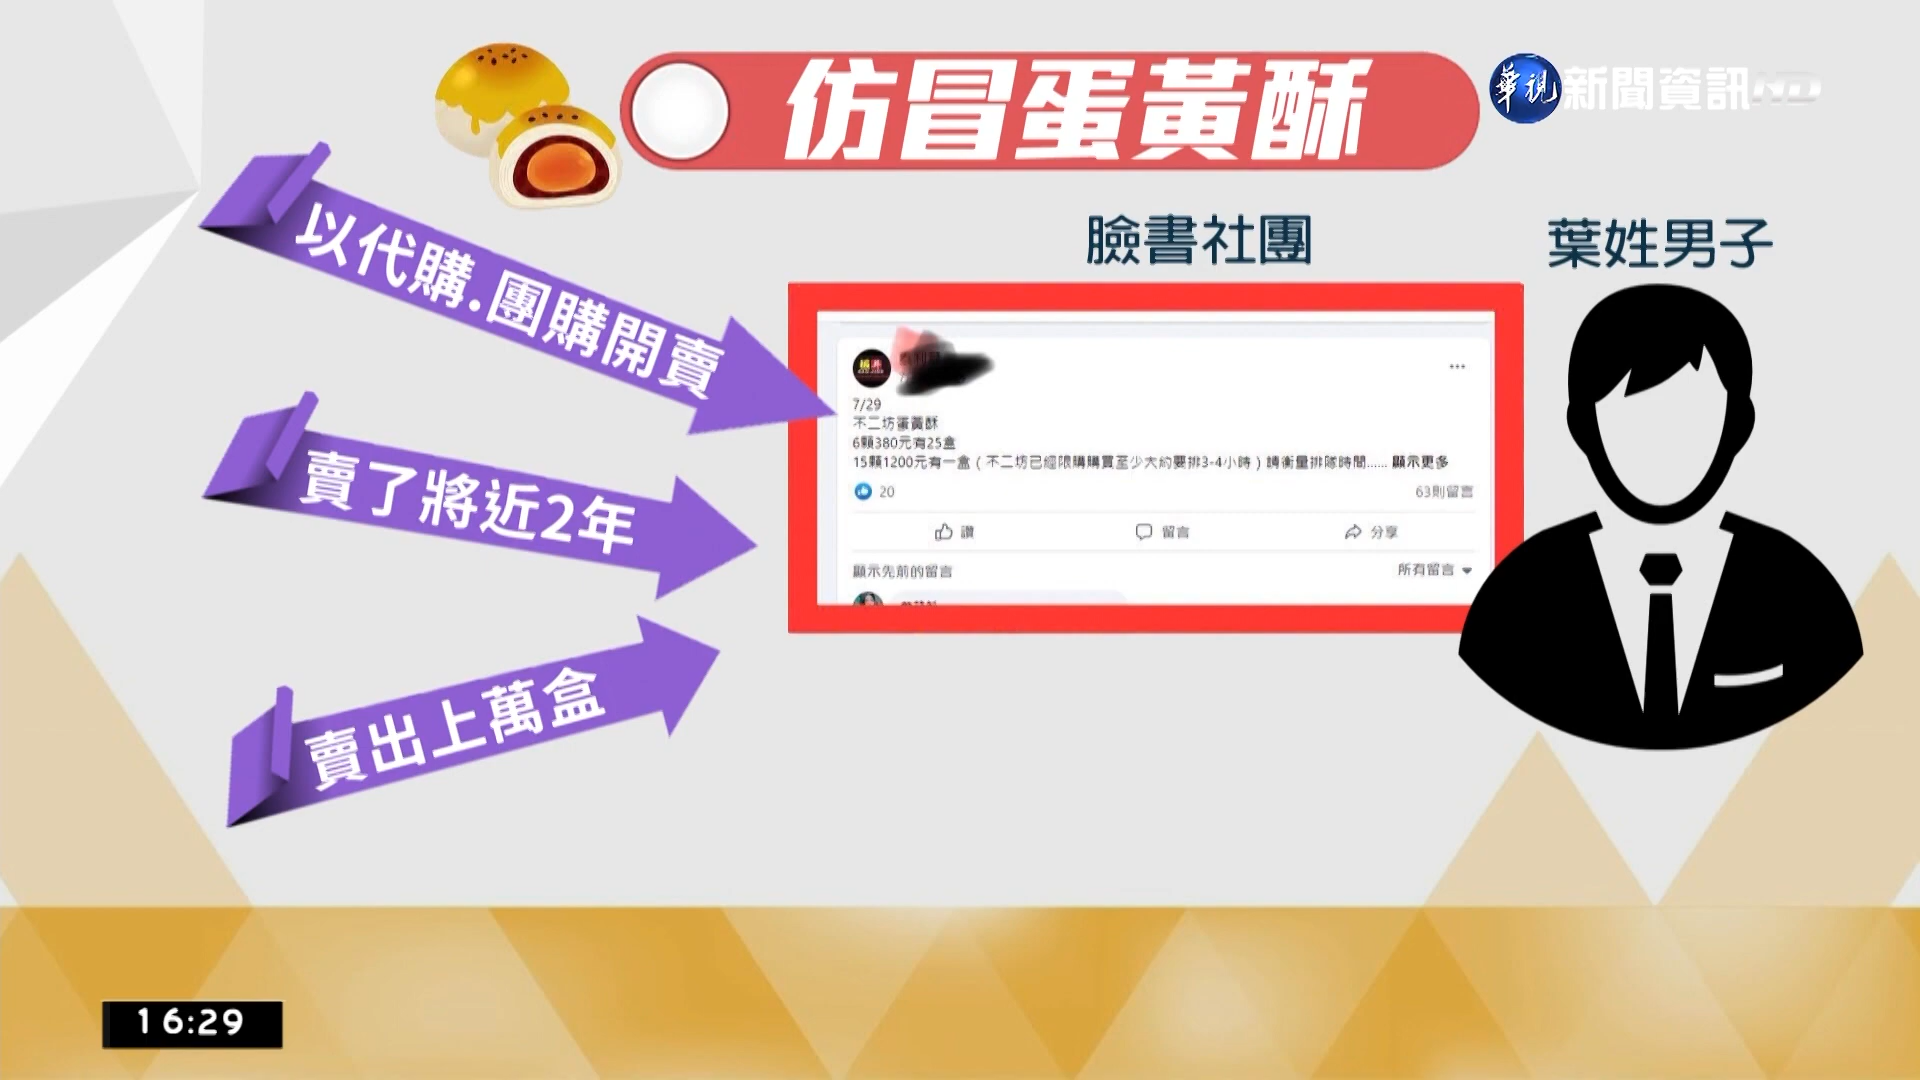 仿冒蛋黃酥
華視新聞資訊HD
臉書社團
葉姓男子
以代購.團購開賣
賣了將近2年
賣出上萬盒
7/29
不二坊蛋黃酥
6顆380元有25盒
15顆1200元有一盒（不二坊已經限購購買至少大約要排3-4小時）請衡量排隊時間...... 顯示更多
20
63則留言
讚
留言
分享
顯示先前的留言
所有留言
16:29